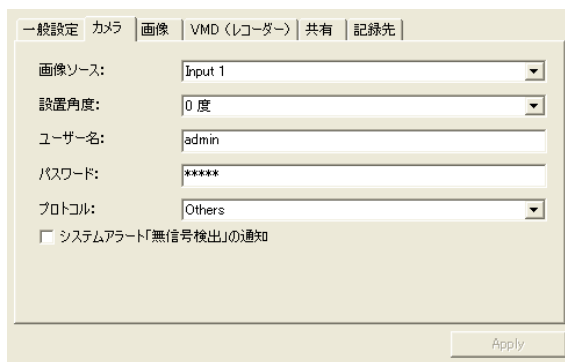 一般設定 カメラ 画像 VMD（レコーダー） 共有 記録先
画像ソース: Input 1
設置角度: 0 度
ユーザー名: admin
パスワード: *****
プロトコル: Others
システムアラート「無信号検出」の通知
Apply